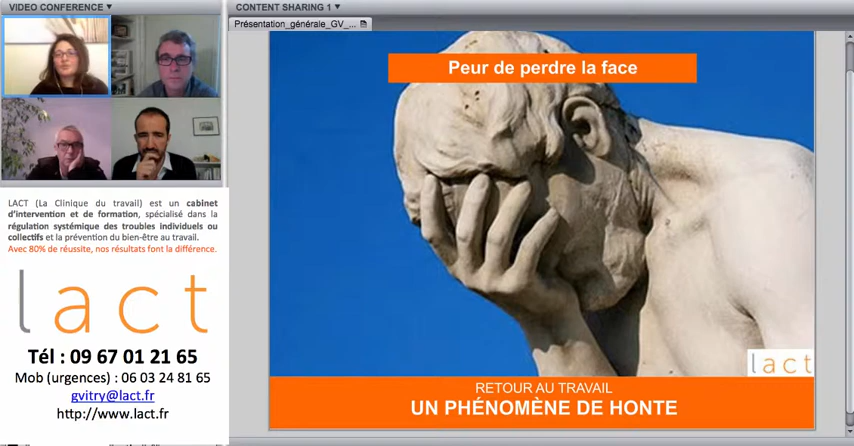 VIDEO CONFERENCE
CONTENT SHARING 1
Présentation_générale_GV_...
LACT (La Clinique du travail) est un cabinet
d'intervention et de formation, spécialisé dans la
régulation systémique des troubles individuels ou
collectifs et la prévention du bien-être au travail.
Avec 80% de réussite, nos résultats font la différence.
lact
Tél : 09 67 01 21 65
Mob (urgences) : 06 03 24 81 65
gvitry@lact.fr
http://www.lact.fr
Peur de perdre la face
lact
RETOUR AU TRAVAIL
UN PHÉNOMÈNE DE HONTE